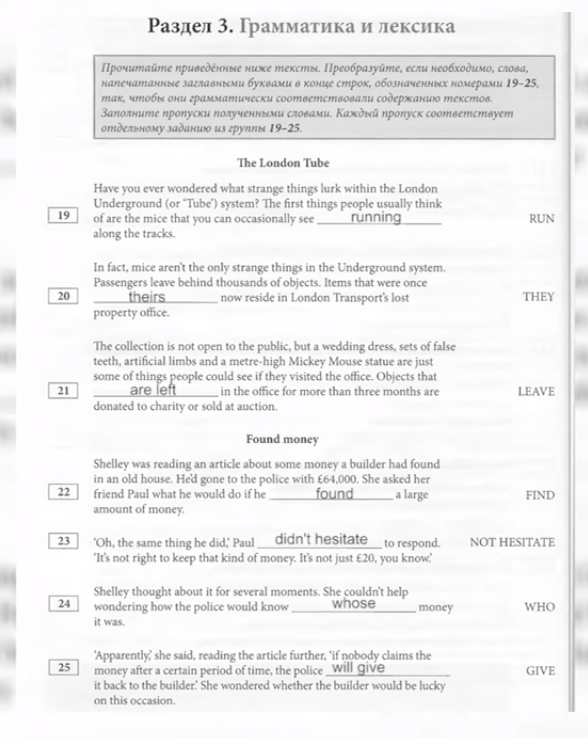 Раздел 3. Грамматика и лексика
Прочитайте приведённые ниже тексты. Преобразуйте, если необходимо, слова,
напечатанные заглавными буквами в конце строк, обозначенных номерами 19–25,
так, чтобы они грамматически соответствовали содержанию текстов.
Заполните пропуски полученными словами. Каждый пропуск соответствует
отдельному заданию из группы 19–25.
The London Tube
Have you ever wondered what strange things lurk within the London
Underground (or 'Tube') system? The first things people usually think
19 of are the mice that you can occasionally see running RUN
along the tracks.
In fact, mice aren't the only strange things in the Underground system.
Passengers leave behind thousands of objects. Items that were once
20 theirs now reside in London Transport's lost THEY
property office.
The collection is not open to the public, but a wedding dress, sets of false
teeth, artificial limbs and a metre-high Mickey Mouse statue are just
some of things people could see if they visited the office. Objects that
21 are left in the office for more than three months are LEAVE
donated to charity or sold at auction.
Found money
Shelley was reading an article about some money a builder had found
in an old house. He'd gone to the police with £64,000. She asked her
22 friend Paul what he would do if he found a large FIND
amount of money.
23 'Oh, the same thing he did,' Paul didn't hesitate to respond. NOT HESITATE
'It's not right to keep that kind of money. It's not just £20, you know.'
Shelley thought about it for several moments. She couldn't help
24 wondering how the police would know whose money WHO
it was.
'Apparently,' she said, reading the article further, 'if nobody claims the
25 money after a certain period of time, the police will give GIVE
it back to the builder.' She wondered whether the builder would be lucky
on this occasion.